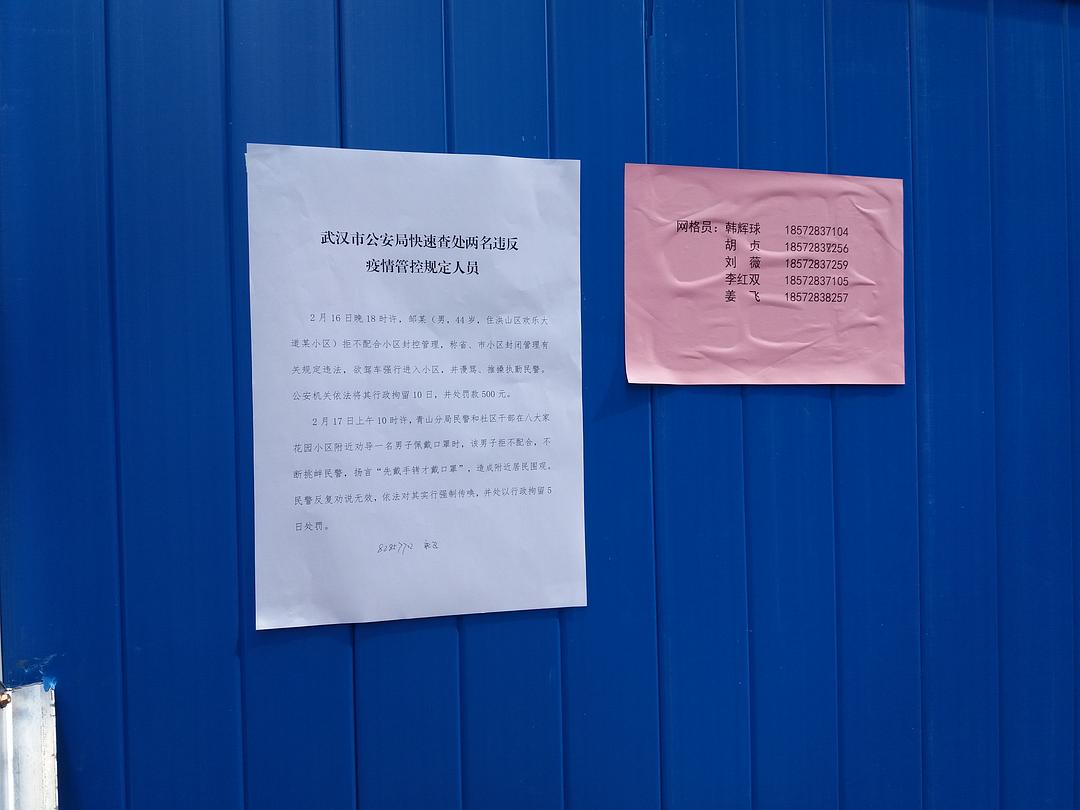 武汉市公安局快速查处两名违反
疫情管控规定人员
2月16日晚18时许，邹某（男，44岁，住洪山区欢乐大
道某小区）拒不配合小区封控管理，称省、市小区封闭管理有
关规定违法，欲驾车强行进入小区，并谩骂、推搡执勤民警。
公安机关依法将其行政拘留10日，并处罚款500元。
2月17日上午10时许，青山分局民警和社区干部在八大家
花园小区附近劝导一名男子佩戴口罩时，该男子拒不配合，不
断挑衅民警，扬言“先戴手铐才戴口罩”，造成附近居民围观。
民警反复劝说无效，依法对其实行强制传唤，并处以行政拘留5
日处罚。
网格员：韩辉球 18572837104
胡 贞 18572837256
刘 薇 18572837259
李红双 18572837105
姜 飞 18572838257